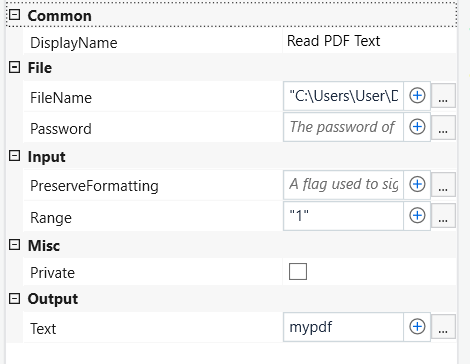 Common
DisplayName Read PDF Text
File
FileName "C:\Users\User\D ...
Password The password of ...
Input
PreserveFormatting A flag used to sig ...
Range "1" ...
Misc
Private
Output
Text mypdf ...